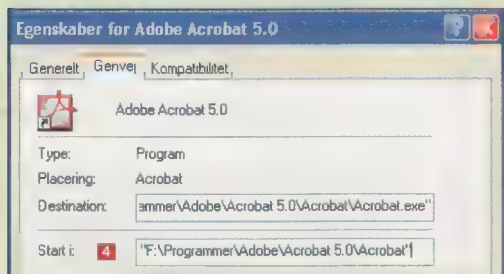 Egenskaber for Adobe Acrobat 5.0 ?
Generelt Genvej Kompatibilitet
Adobe Acrobat 5.0
Type: Program
Placering: Acrobat
Destination: ammer\Adobe\Acrobat 5.0\Acrobat\Acrobat.exe"
Start i: 4 "F:\Programmer\Adobe\Acrobat 5.0\Acrobat"